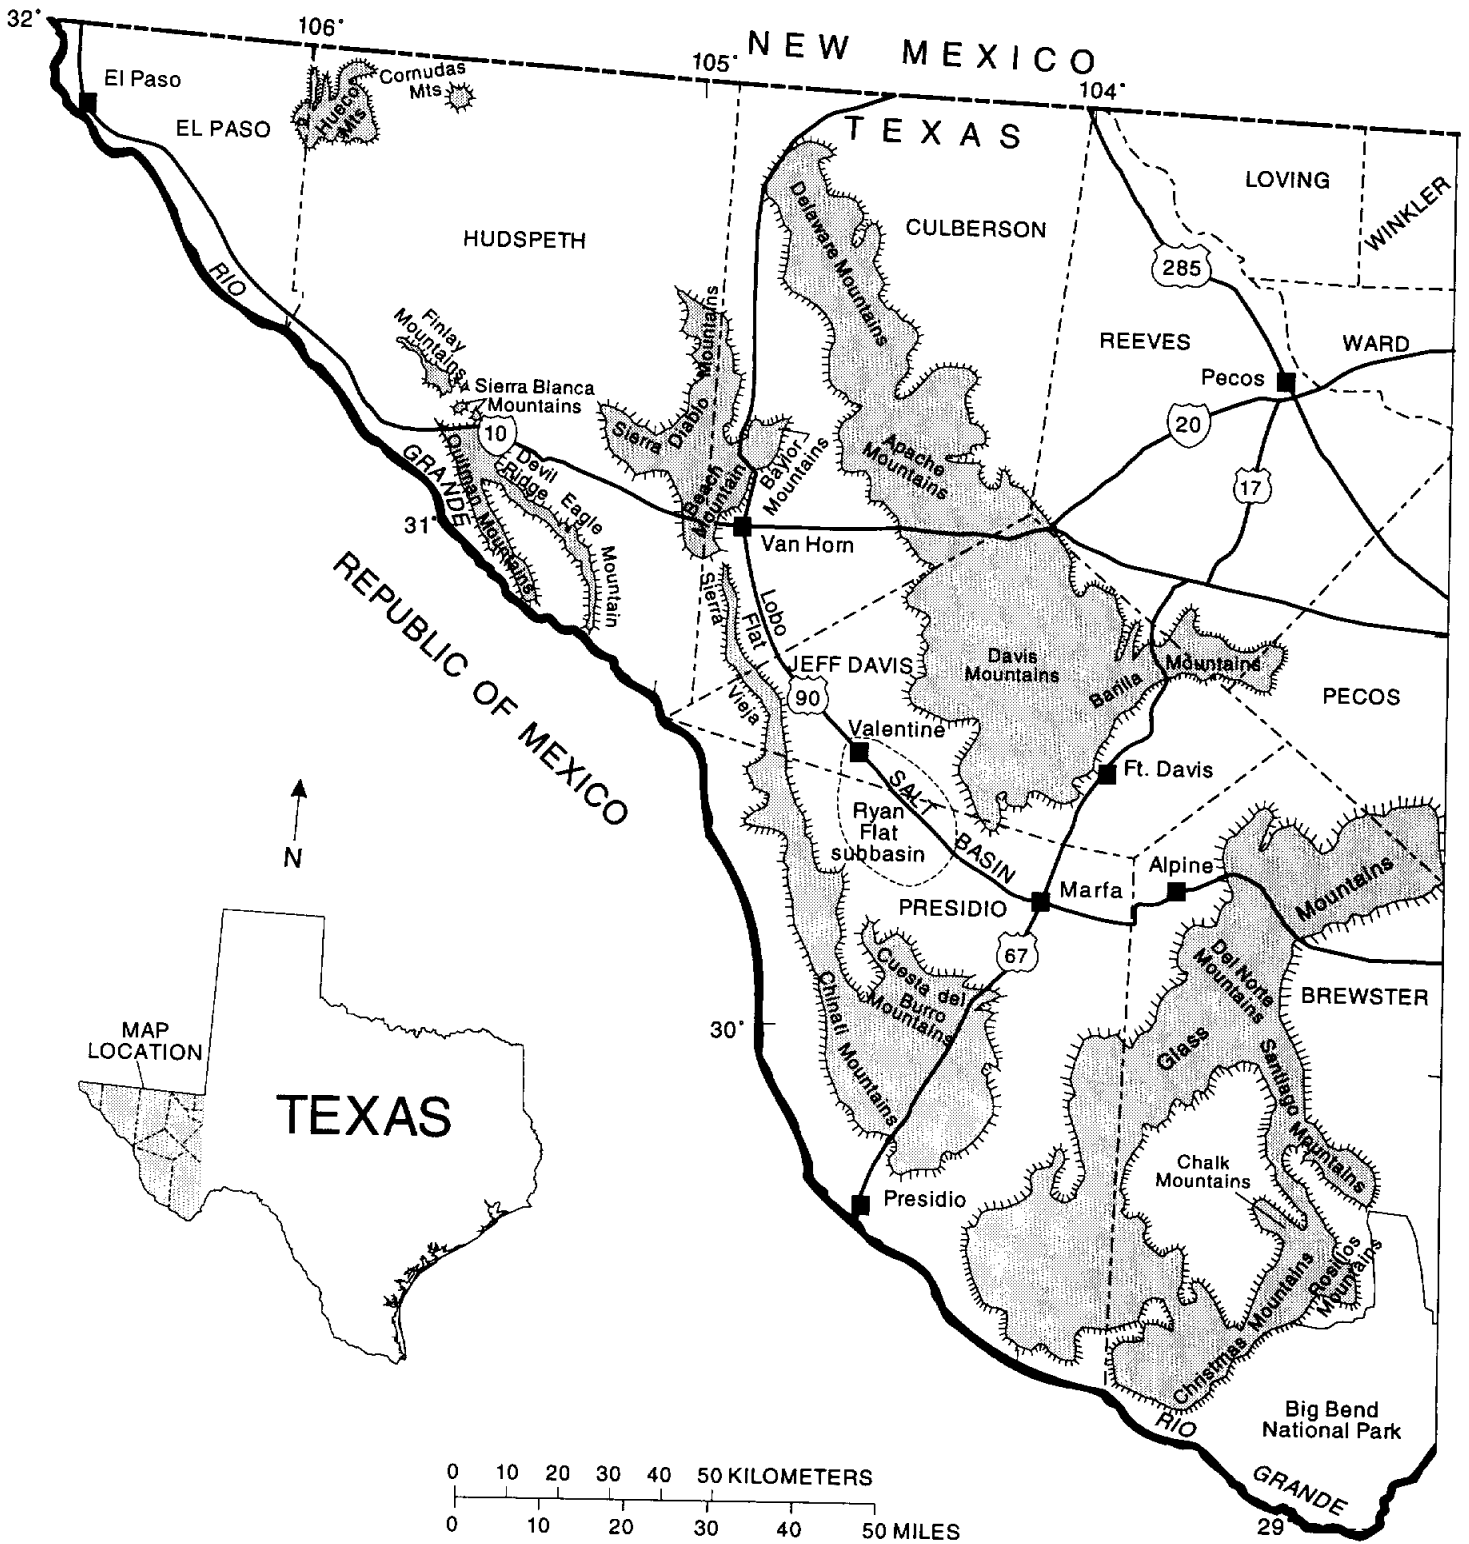 32°
106°
105°
NEW MEXICO
104°
El Paso
Cornudas
Mts
Hueco
Mts
EL PASO
TEXAS
LOVING
WINKLER
HUDSPETH
Delaware Mountains
CULBERSON
285
RIO
Finlay
Mountains
Mountains
REEVES
WARD
Pecos
Sierra Blanca
Mountains
Sierra
Diablo
20
10
GRANDE
Quitman Mountains
Devil
Ridge
Eagle
Mountain
Beach
Mountain
Baylor
Mountains
Apache
Mountains
17
31°
Van Horn
REPUBLIC OF MEXICO
Sierra
Vieja
Lobo
Flat
JEFF DAVIS
Davis
Mountains
Barilla
Mountains
PECOS
90
Valentine
Ft. Davis
SALT
BASIN
Ryan
Flat
subbasin
N
Alpine
Marfa
PRESIDIO
Mountains
67
Cuesta del
Burro
Mountains
Del Norte
Mountains
BREWSTER
Chinati Mountains
30°
Glass
Santiago Mountains
MAP
LOCATION
TEXAS
Chalk
Mountains
Presidio
Rosillos
Mountains
Christmas Mountains
Big Bend
National Park
RIO
GRANDE
29°
0 10 20 30 40 50 KILOMETERS
0 10 20 30 40 50 MILES